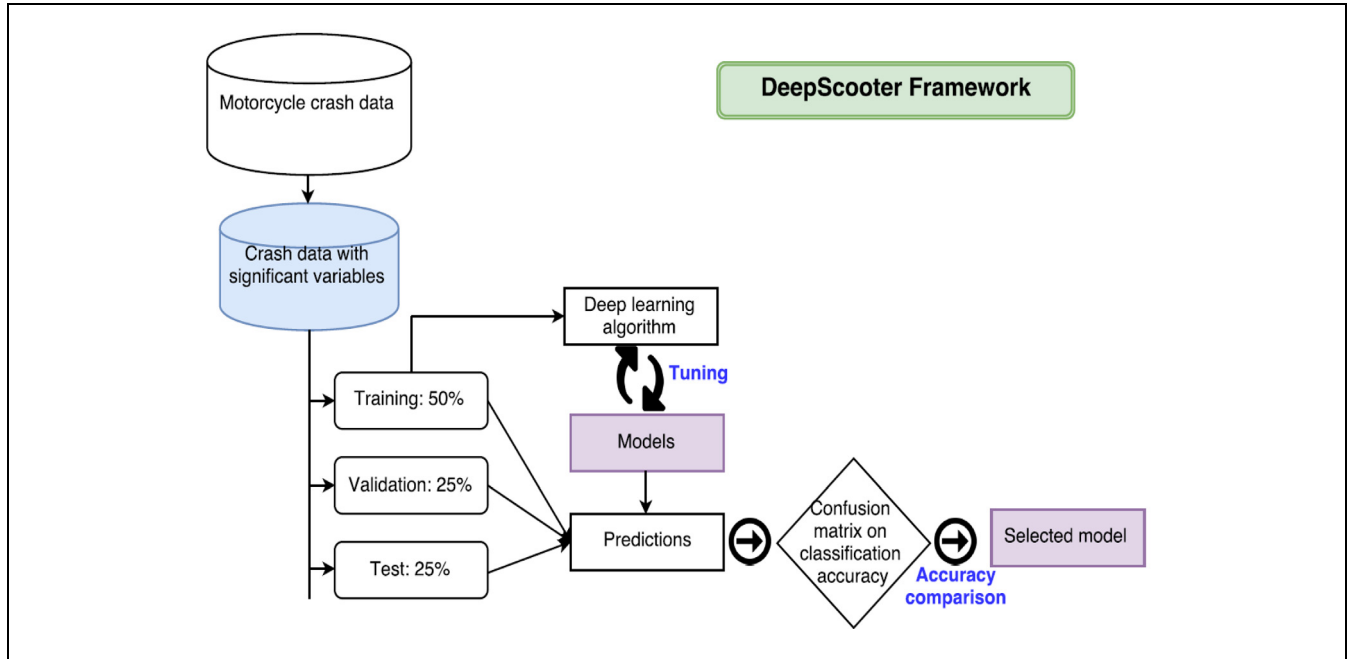 Motorcycle crash data
DeepScooter Framework
Crash data with
significant variables
Deep learning
algorithm
Tuning
Training: 50%
Models
Validation: 25%
Confusion
matrix on
classification
accuracy
Predictions
Selected model
Test: 25%
Accuracy
comparison